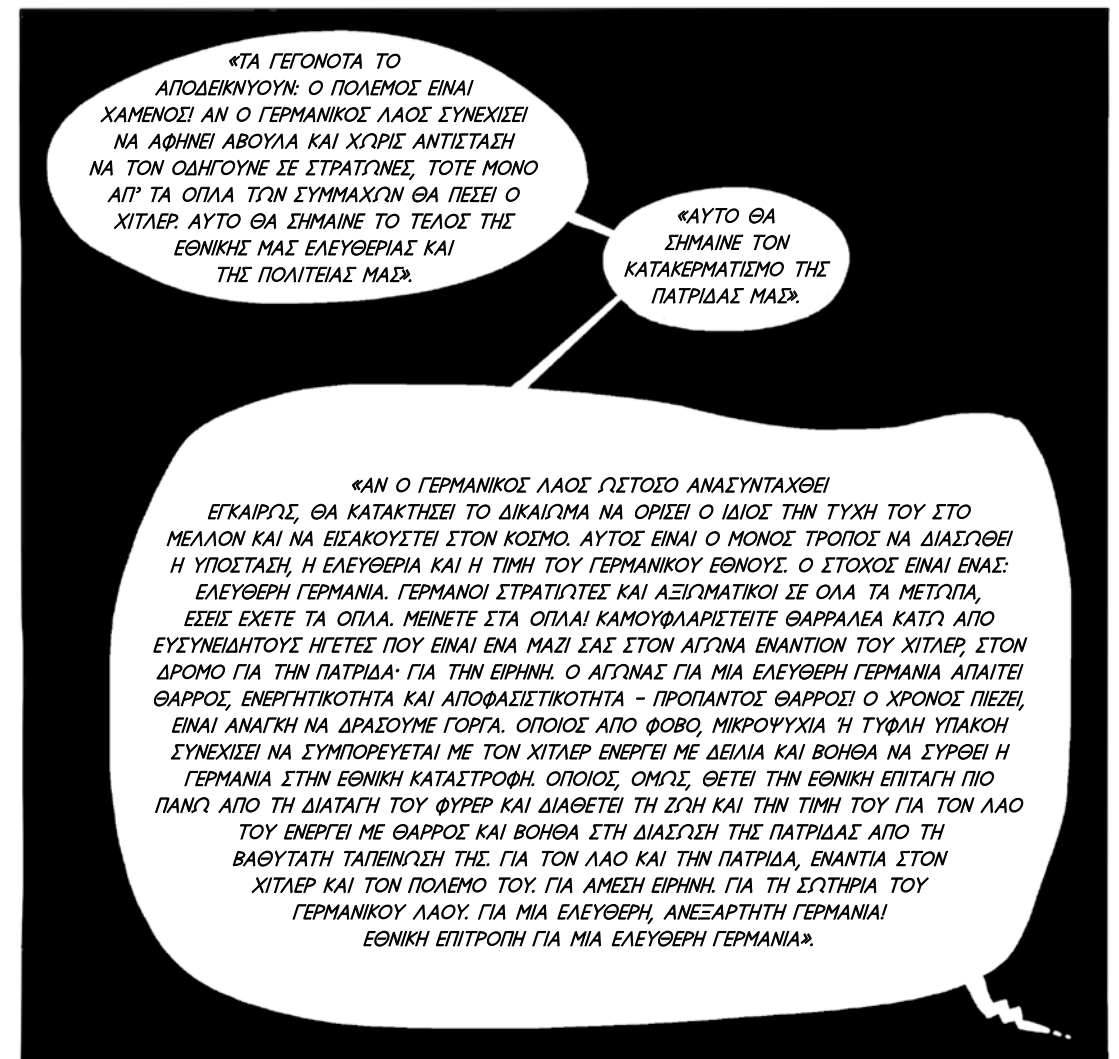 «ΤΑ ΓΕΓΟΝΟΤΑ ΤΟ
ΑΠΟΔΕΙΚΝΥΟΥΝ: Ο ΠΟΛΕΜΟΣ ΕΙΝΑΙ
ΧΑΜΕΝΟΣ! ΑΝ Ο ΓΕΡΜΑΝΙΚΟΣ ΛΑΟΣ ΣΥΝΕΧΙΣΕΙ
ΝΑ ΑΦΗΝΕΙ ΑΒΟΥΛΑ ΚΑΙ ΧΩΡΙΣ ΑΝΤΙΣΤΑΣΗ
ΝΑ ΤΟΝ ΟΔΗΓΟΥΝΕ ΣΕ ΣΤΡΑΤΩΝΕΣ, ΤΟΤΕ ΜΟΝΟ
ΑΠ' ΤΑ ΟΠΛΑ ΤΩΝ ΣΥΜΜΑΧΩΝ ΘΑ ΠΕΣΕΙ Ο
ΧΙΤΛΕΡ. ΑΥΤΟ ΘΑ ΣΗΜΑΙΝΕ ΤΟ ΤΕΛΟΣ ΤΗΣ
ΕΘΝΙΚΗΣ ΜΑΣ ΕΛΕΥΘΕΡΙΑΣ ΚΑΙ
ΤΗΣ ΠΟΛΙΤΕΙΑΣ ΜΑΣ».
«ΑΥΤΟ ΘΑ
ΣΗΜΑΙΝΕ ΤΟΝ
ΚΑΤΑΚΕΡΜΑΤΙΣΜΟ ΤΗΣ
ΠΑΤΡΙΔΑΣ ΜΑΣ».
«ΑΝ Ο ΓΕΡΜΑΝΙΚΟΣ ΛΑΟΣ ΩΣΤΟΣΟ ΑΝΑΣΥΝΤΑΧΘΕΙ
ΕΓΚΑΙΡΩΣ, ΘΑ ΚΑΤΑΚΤΗΣΕΙ ΤΟ ΔΙΚΑΙΩΜΑ ΝΑ ΟΡΙΣΕΙ Ο ΙΔΙΟΣ ΤΗΝ ΤΥΧΗ ΤΟΥ ΣΤΟ
ΜΕΛΛΟΝ ΚΑΙ ΝΑ ΕΙΣΑΚΟΥΣΤΕΙ ΣΤΟΝ ΚΟΣΜΟ. ΑΥΤΟΣ ΕΙΝΑΙ Ο ΜΟΝΟΣ ΤΡΟΠΟΣ ΝΑ ΔΙΑΣΩΘΕΙ
Η ΥΠΟΣΤΑΣΗ, Η ΕΛΕΥΘΕΡΙΑ ΚΑΙ Η ΤΙΜΗ ΤΟΥ ΓΕΡΜΑΝΙΚΟΥ ΕΘΝΟΥΣ. Ο ΣΤΟΧΟΣ ΕΙΝΑΙ ΕΝΑΣ:
ΕΛΕΥΘΕΡΗ ΓΕΡΜΑΝΙΑ. ΓΕΡΜΑΝΟΙ ΣΤΡΑΤΙΩΤΕΣ ΚΑΙ ΑΞΙΩΜΑΤΙΚΟΙ ΣΕ ΟΛΑ ΤΑ ΜΕΤΩΠΑ,
ΕΣΕΙΣ ΕΧΕΤΕ ΤΑ ΟΠΛΑ. ΜΕΙΝΕΤΕ ΣΤΑ ΟΠΛΑ! ΚΑΜΟΥΦΛΑΡΙΣΤΕΙΤΕ ΘΑΡΡΑΛΕΑ ΚΑΤΩ ΑΠΟ
ΕΥΣΥΝΕΙΔΗΤΟΥΣ ΗΓΕΤΕΣ ΠΟΥ ΕΙΝΑΙ ΕΝΑ ΜΑΖΙ ΣΑΣ ΣΤΟΝ ΑΓΩΝΑ ΕΝΑΝΤΙΟΝ ΤΟΥ ΧΙΤΛΕΡ, ΣΤΟΝ
ΔΡΟΜΟ ΓΙΑ ΤΗΝ ΠΑΤΡΙΔΑ· ΓΙΑ ΤΗΝ ΕΙΡΗΝΗ. Ο ΑΓΩΝΑΣ ΓΙΑ ΜΙΑ ΕΛΕΥΘΕΡΗ ΓΕΡΜΑΝΙΑ ΑΠΑΙΤΕΙ
ΘΑΡΡΟΣ, ΕΝΕΡΓΗΤΙΚΟΤΗΤΑ ΚΑΙ ΑΠΟΦΑΣΙΣΤΙΚΟΤΗΤΑ – ΠΡΟΠΑΝΤΟΣ ΘΑΡΡΟΣ! Ο ΧΡΟΝΟΣ ΠΙΕΖΕΙ,
ΕΙΝΑΙ ΑΝΑΓΚΗ ΝΑ ΔΡΑΣΟΥΜΕ ΓΟΡΓΑ. ΟΠΟΙΟΣ ΑΠΟ ΦΟΒΟ, ΜΙΚΡΟΨΥΧΙΑ Ή ΤΥΦΛΗ ΥΠΑΚΟΗ
ΣΥΝΕΧΙΣΕΙ ΝΑ ΣΥΜΠΟΡΕΥΕΤΑΙ ΜΕ ΤΟΝ ΧΙΤΛΕΡ ΕΝΕΡΓΕΙ ΜΕ ΔΕΙΛΙΑ ΚΑΙ ΒΟΗΘΑ ΝΑ ΣΥΡΘΕΙ Η
ΓΕΡΜΑΝΙΑ ΣΤΗΝ ΕΘΝΙΚΗ ΚΑΤΑΣΤΡΟΦΗ. ΟΠΟΙΟΣ, ΟΜΩΣ, ΘΕΤΕΙ ΤΗΝ ΕΘΝΙΚΗ ΕΠΙΤΑΓΗ ΠΙΟ
ΠΑΝΩ ΑΠΟ ΤΗ ΔΙΑΤΑΓΗ ΤΟΥ ΦΥΡΕΡ ΚΑΙ ΔΙΑΘΕΤΕΙ ΤΗ ΖΩΗ ΚΑΙ ΤΗΝ ΤΙΜΗ ΤΟΥ ΓΙΑ ΤΟΝ ΛΑΟ
ΤΟΥ ΕΝΕΡΓΕΙ ΜΕ ΘΑΡΡΟΣ ΚΑΙ ΒΟΗΘΑ ΣΤΗ ΔΙΑΣΩΣΗ ΤΗΣ ΠΑΤΡΙΔΑΣ ΑΠΟ ΤΗ
ΒΑΘΥΤΑΤΗ ΤΑΠΕΙΝΩΣΗ ΤΗΣ. ΓΙΑ ΤΟΝ ΛΑΟ ΚΑΙ ΤΗΝ ΠΑΤΡΙΔΑ, ΕΝΑΝΤΙΑ ΣΤΟΝ
ΧΙΤΛΕΡ ΚΑΙ ΤΟΝ ΠΟΛΕΜΟ ΤΟΥ. ΓΙΑ ΑΜΕΣΗ ΕΙΡΗΝΗ. ΓΙΑ ΤΗ ΣΩΤΗΡΙΑ ΤΟΥ
ΓΕΡΜΑΝΙΚΟΥ ΛΑΟΥ. ΓΙΑ ΜΙΑ ΕΛΕΥΘΕΡΗ, ΑΝΕΞΑΡΤΗΤΗ ΓΕΡΜΑΝΙΑ!
ΕΘΝΙΚΗ ΕΠΙΤΡΟΠΗ ΓΙΑ ΜΙΑ ΕΛΕΥΘΕΡΗ ΓΕΡΜΑΝΙΑ».